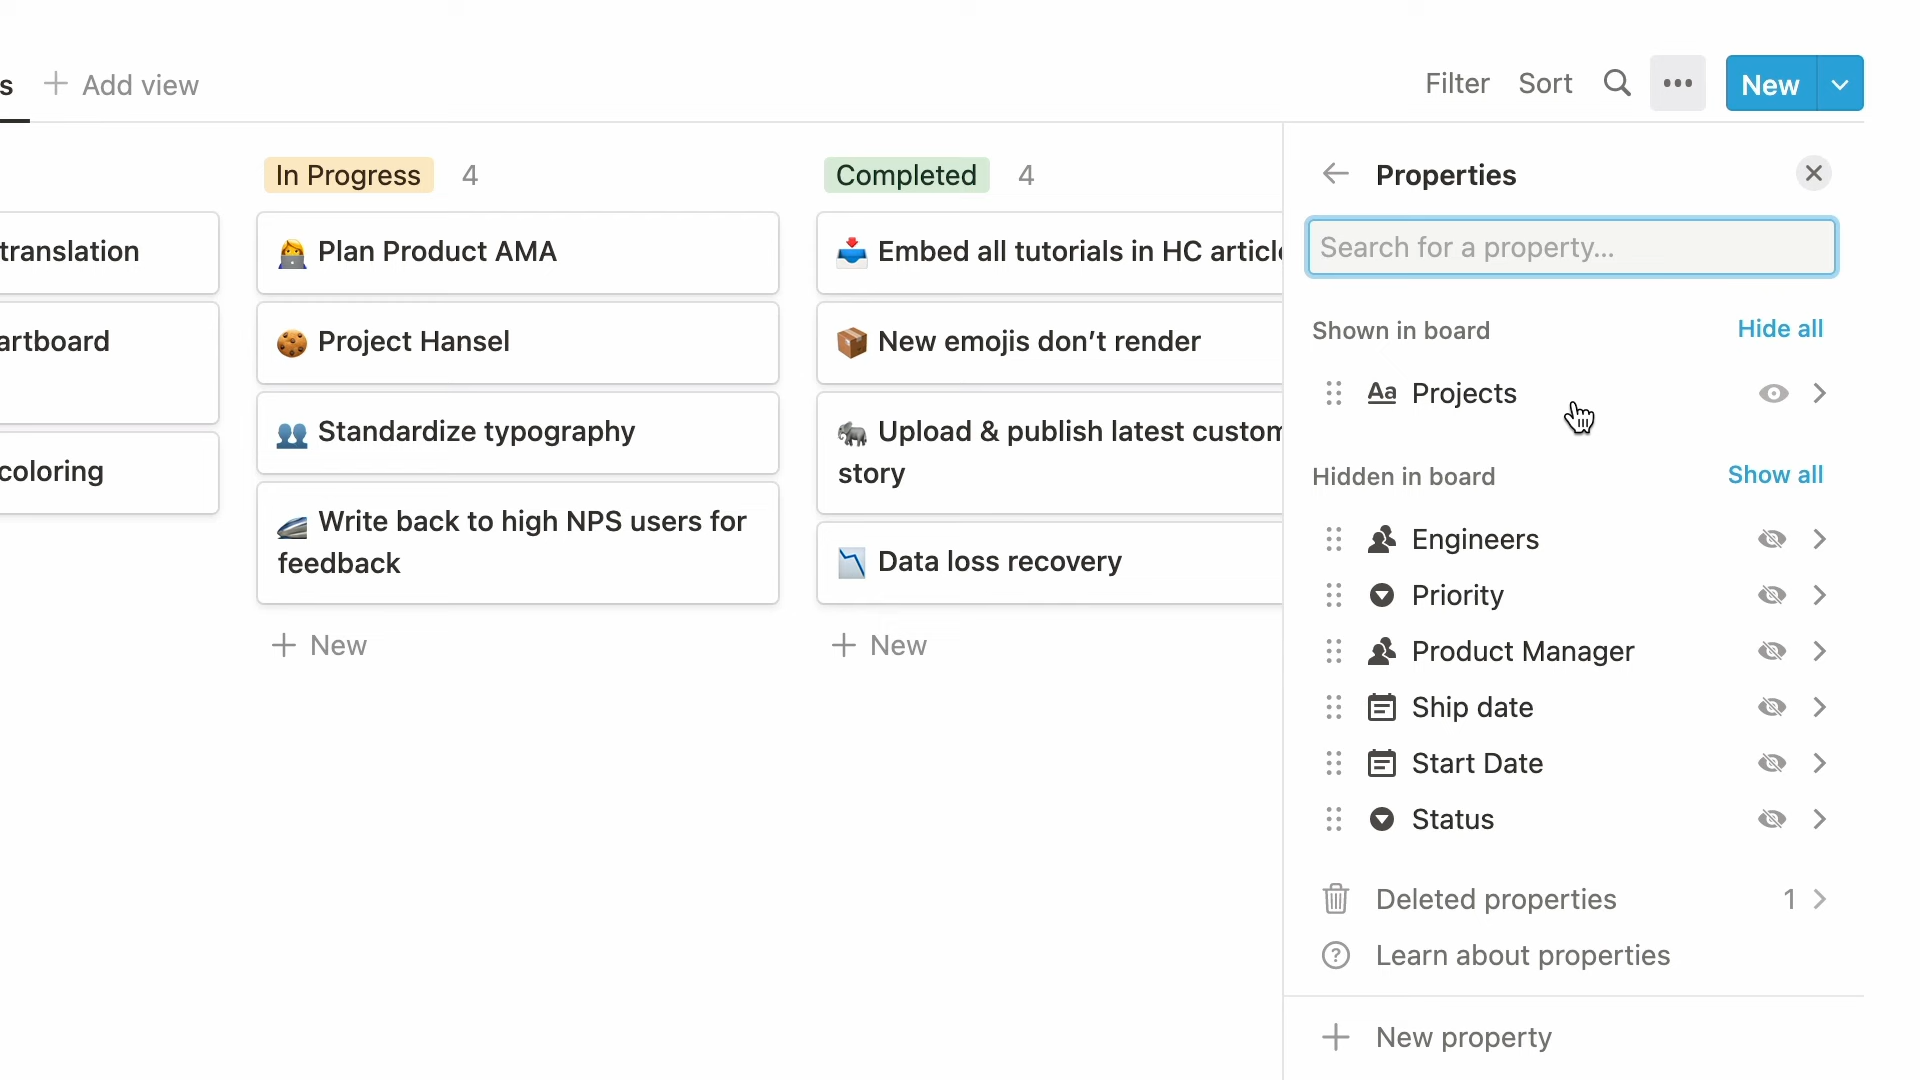 s
Add view
Filter
Sort
New
translation
artboard
coloring
In Progress 4
Plan Product AMA
Project Hansel
Standardize typography
Write back to high NPS users for
feedback
New
Completed 4
Embed all tutorials in HC article
New emojis don’t render
Upload & publish latest custom
story
Data loss recovery
New
Properties
Search for a property...
Shown in board
Hide all
Aa Projects
Hidden in board
Show all
Engineers
Priority
Product Manager
Ship date
Start Date
Status
Deleted properties 1
? Learn about properties
New property